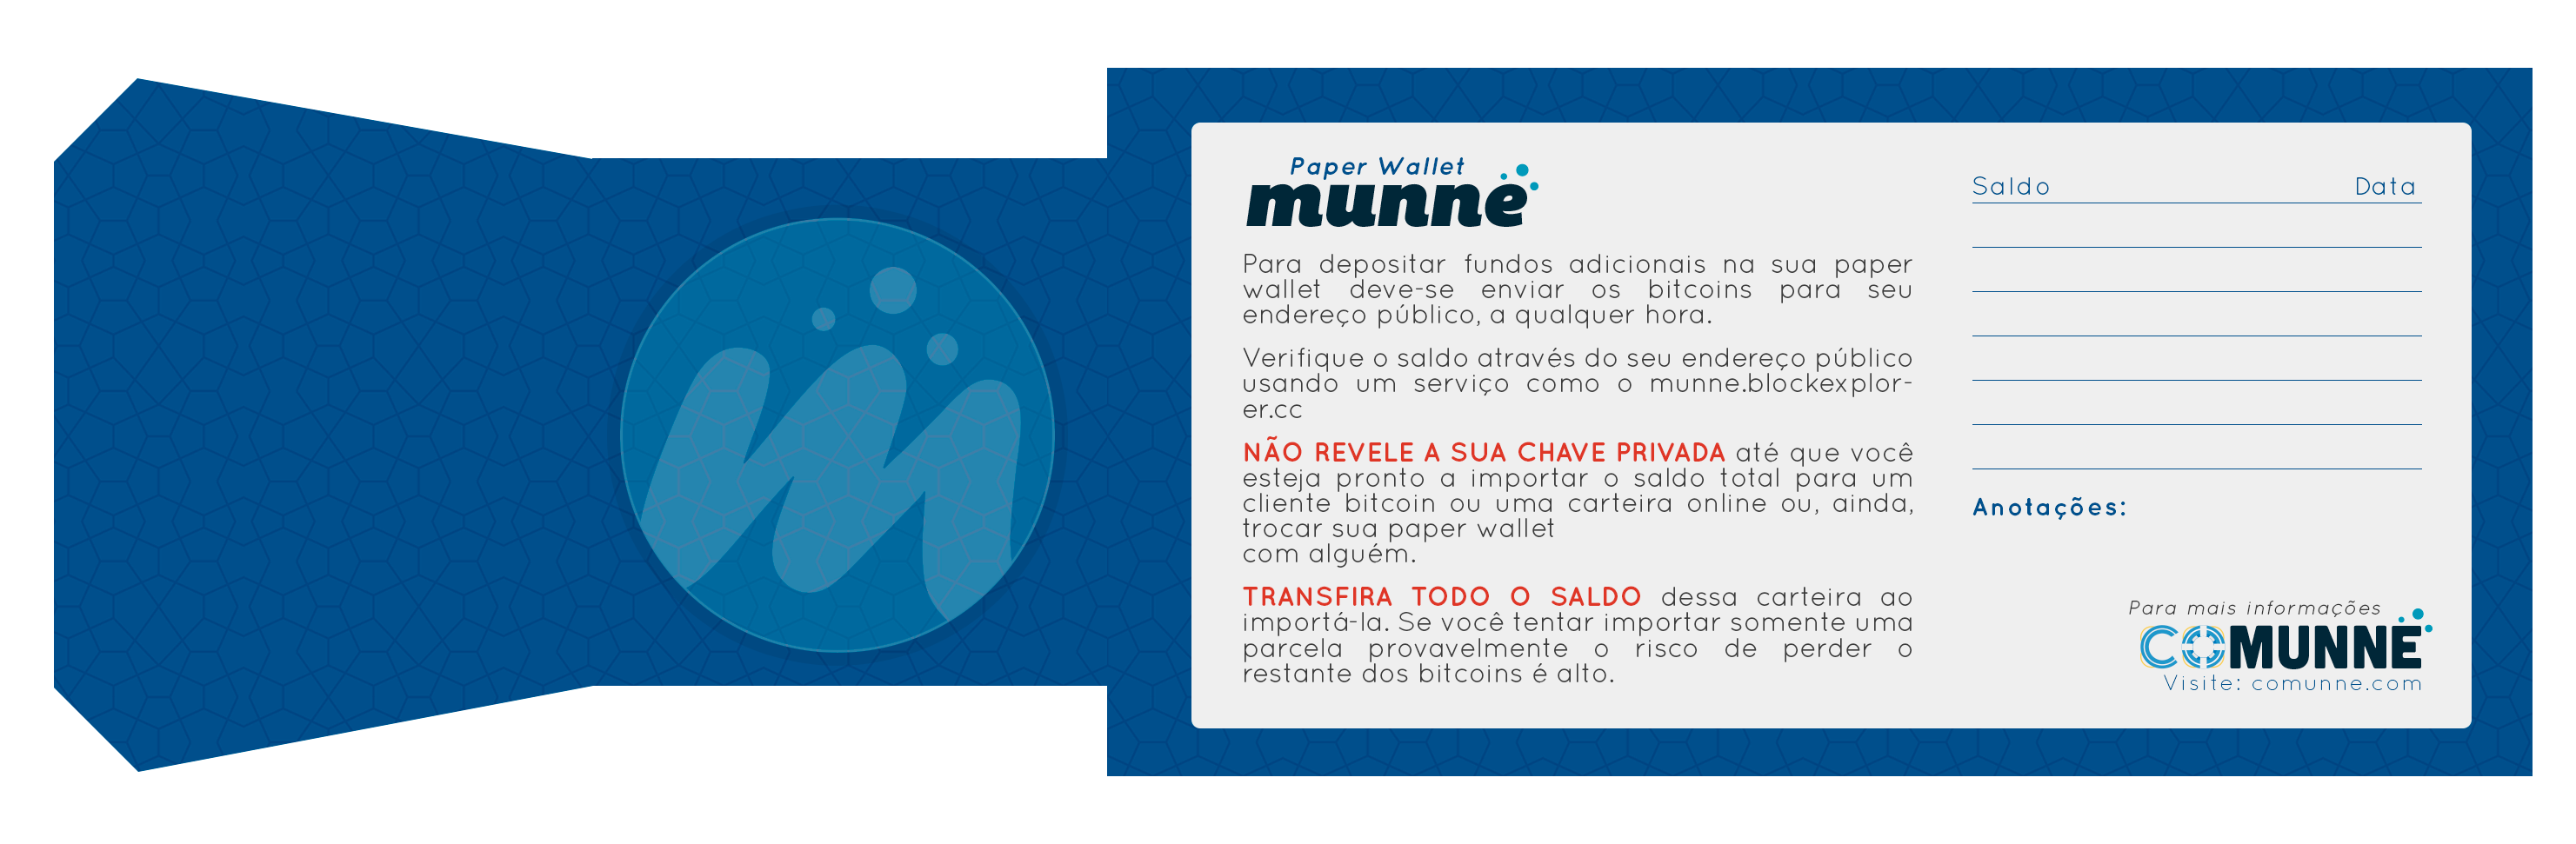 Paper Wallet
munne
Para depositar fundos adicionais na sua paper
wallet deve-se enviar os bitcoins para seu
endereço público, a qualquer hora.
Verifique o saldo através do seu endereço público
usando um serviço como o munne.blockexplor-
er.cc
NÃO REVELE A SUA CHAVE PRIVADA até que você
esteja pronto a importar o saldo total para um
cliente bitcoin ou uma carteira online ou, ainda,
trocar sua paper wallet
com alguém.
TRANSFIRA TODO O SALDO dessa carteira ao
importá-la. Se você tentar importar somente uma
parcela provavelmente o risco de perder o
restante dos bitcoins é alto.
Saldo Data
Anotações:
Para mais informações
COMUNNE
Visite: comunne.com